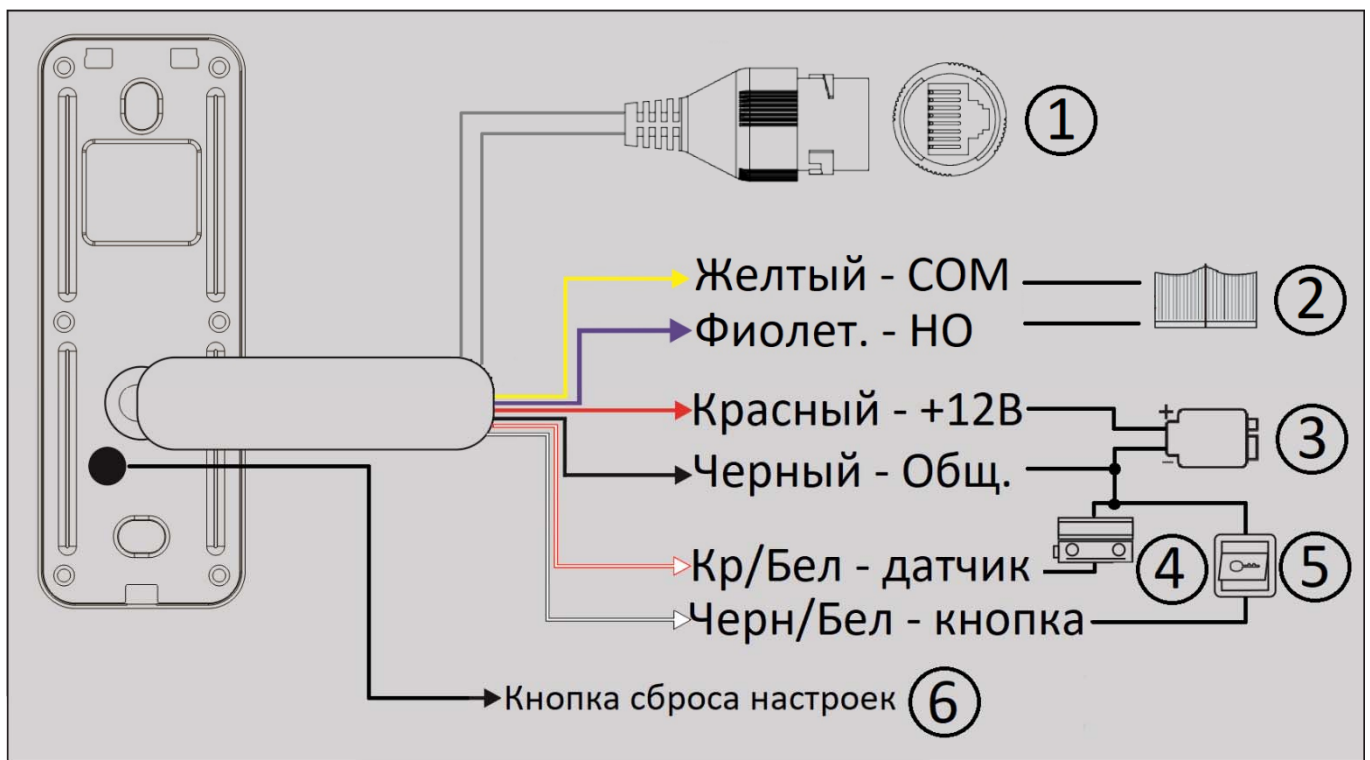 1
Желтый - COM
Фиолет. - НО
2
Красный - +12В
+
3
Черный - Общ.
–
Кр/Бел - датчик
4
5
Черн/Бел - кнопка
Кнопка сброса настроек 6